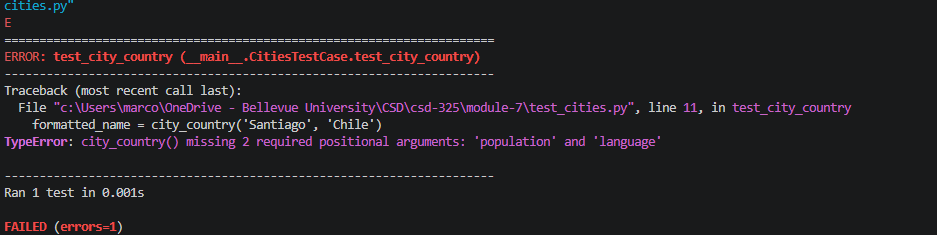 cities.py"
E
======================================================================
ERROR: test_city_country (__main__.CitiesTestCase.test_city_country)
----------------------------------------------------------------------
Traceback (most recent call last):
  File "c:\Users\marco\OneDrive - Bellevue University\CSD\csd-325\module-7\test_cities.py", line 11, in test_city_country
    formatted_name = city_country('Santiago', 'Chile')
TypeError: city_country() missing 2 required positional arguments: 'population' and 'language'

----------------------------------------------------------------------
Ran 1 test in 0.001s

FAILED (errors=1)